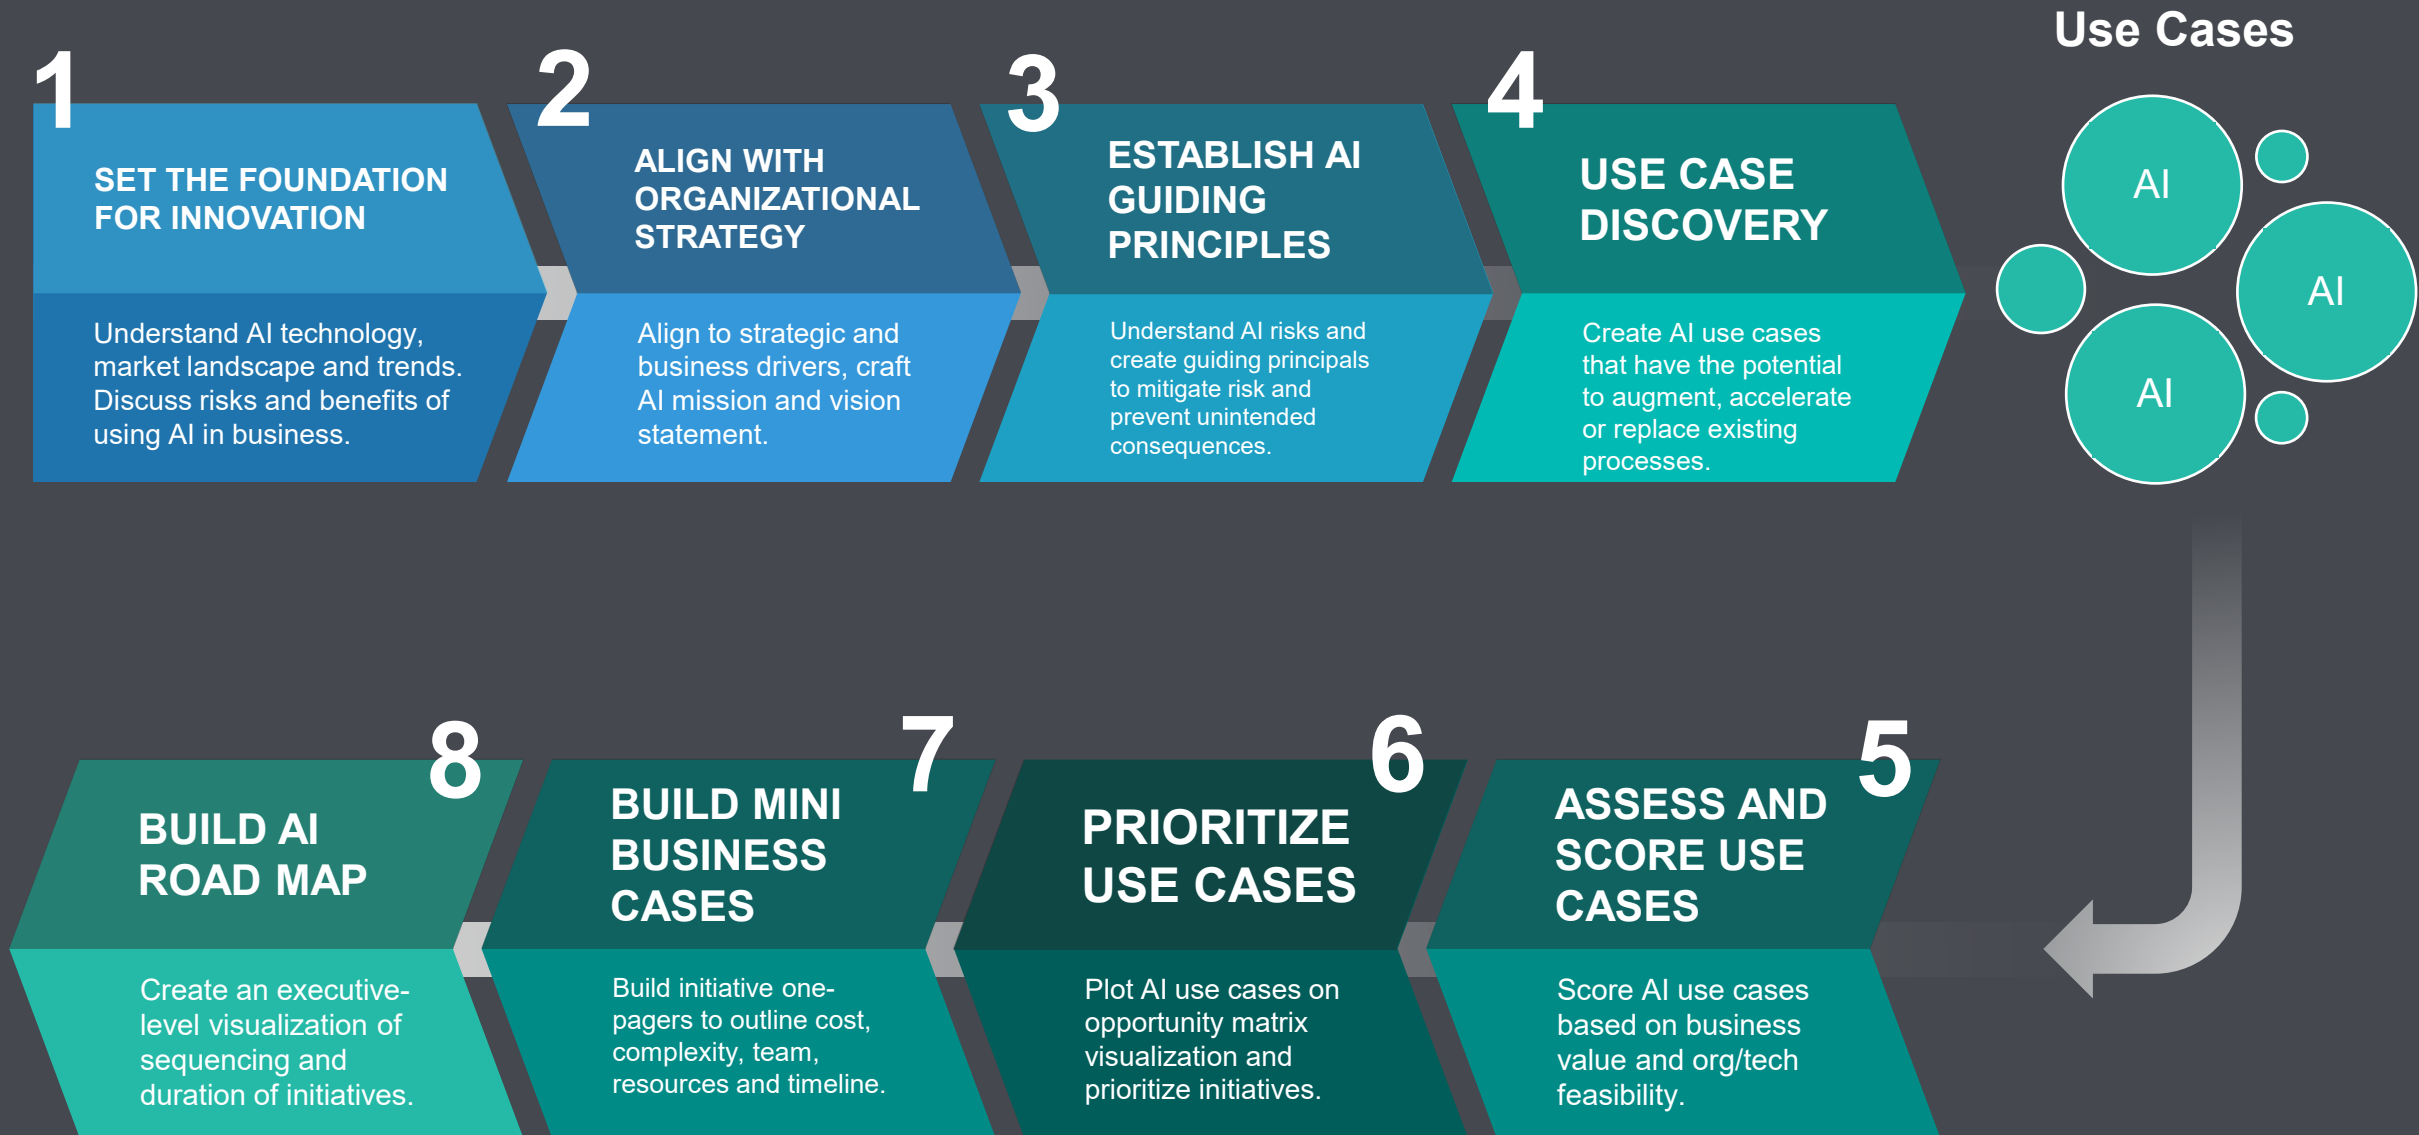 Use Cases
1
SET THE FOUNDATION
FOR INNOVATION
Understand AI technology,
market landscape and trends.
Discuss risks and benefits of
using AI in business.
2
ALIGN WITH
ORGANIZATIONAL
STRATEGY
Align to strategic and
business drivers, craft
AI mission and vision
statement.
3
ESTABLISH AI
GUIDING
PRINCIPLES
Understand AI risks and
create guiding principals
to mitigate risk and
prevent unintended
consequences.
4
USE CASE
DISCOVERY
Create AI use cases
that have the potential
to augment, accelerate
or replace existing
processes.
AI
AI
AI
5
ASSESS AND
SCORE USE
CASES
Score AI use cases
based on business
value and org/tech
feasibility.
6
PRIORITIZE
USE CASES
Plot AI use cases on
opportunity matrix
visualization and
prioritize initiatives.
7
BUILD MINI
BUSINESS
CASES
Build initiative one-
pagers to outline cost,
complexity, team,
resources and timeline.
8
BUILD AI
ROAD MAP
Create an executive-
level visualization of
sequencing and
duration of initiatives.